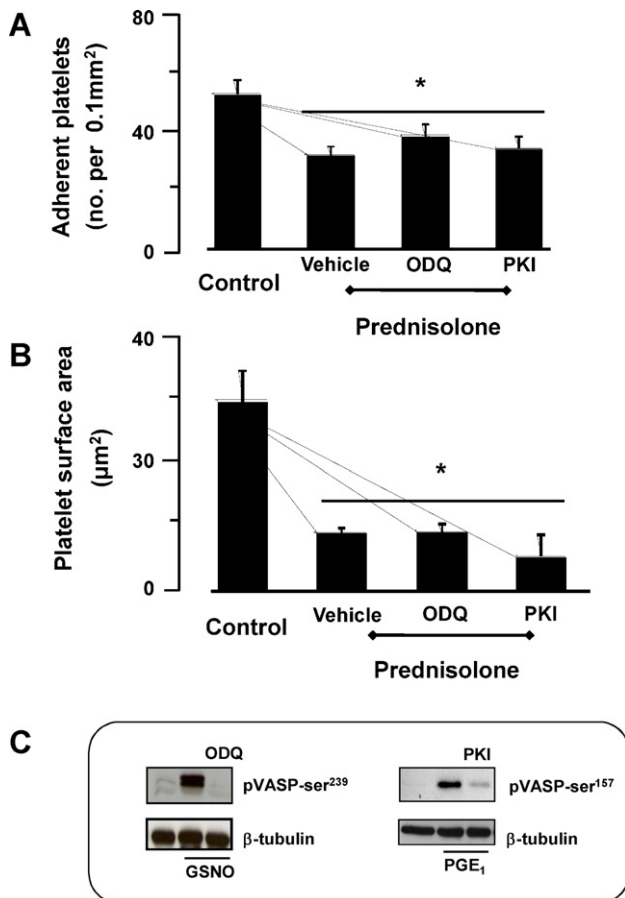 A
Adherent platelets
(no. per 0.1mm²)
80
40
0
*
Control
Vehicle ODQ PKI
Prednisolone
B
Platelet surface area
(µm²)
40
30
0
*
Control
Vehicle ODQ PKI
Prednisolone
C
ODQ
pVASP-ser²³⁹
β-tubulin
GSNO
PKI
pVASP-ser¹⁵⁷
β-tubulin
PGE₁